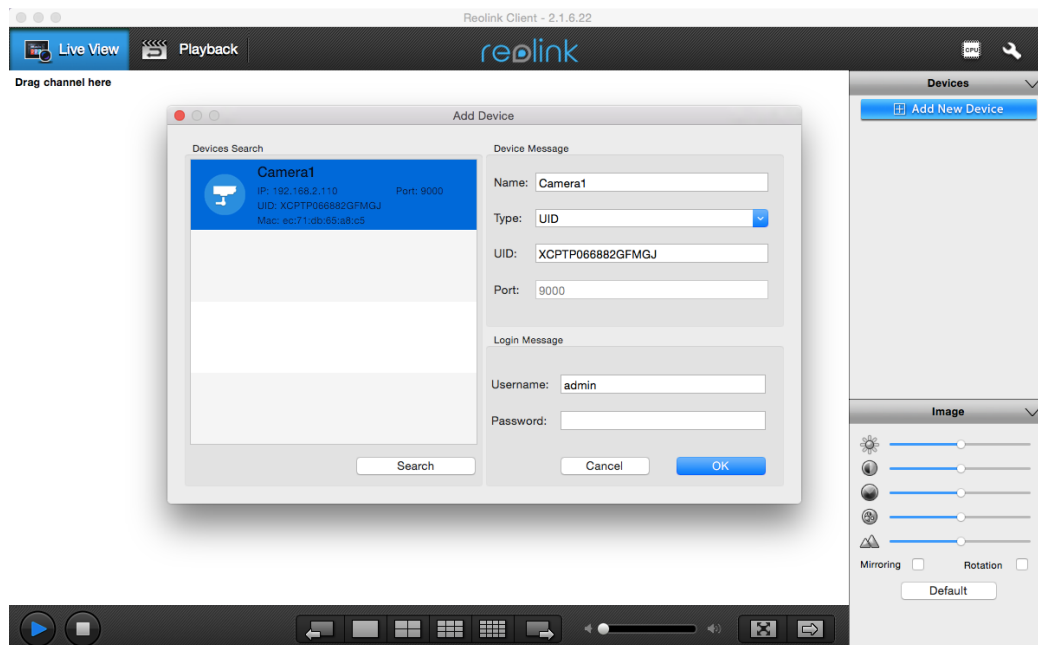 Reolink Client - 2.1.6.22
Live View
Playback
reolink
CPU
Drag channel here
Devices
Add New Device
Add Device
Devices Search
Camera1
IP: 192.168.2.110 Port: 9000
UID: XCPTP066882GFMGJ
Mac: ec:71:db:65:a8:c5
Search
Device Message
Name: Camera1
Type: UID
UID: XCPTP066882GFMGJ
Port: 9000
Login Message
Username: admin
Password:
Cancel OK
Image
Mirroring Rotation
Default